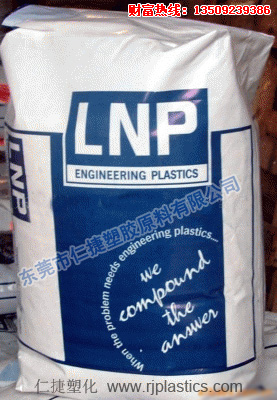 财富热线：13509239386
LNP
ENGINEERING PLASTICS
LNP
东莞市仁捷塑胶原料有限公司
When the problem needs engineering plastics...
we
compound
the
answer
仁捷塑化 www.rjplastics.com